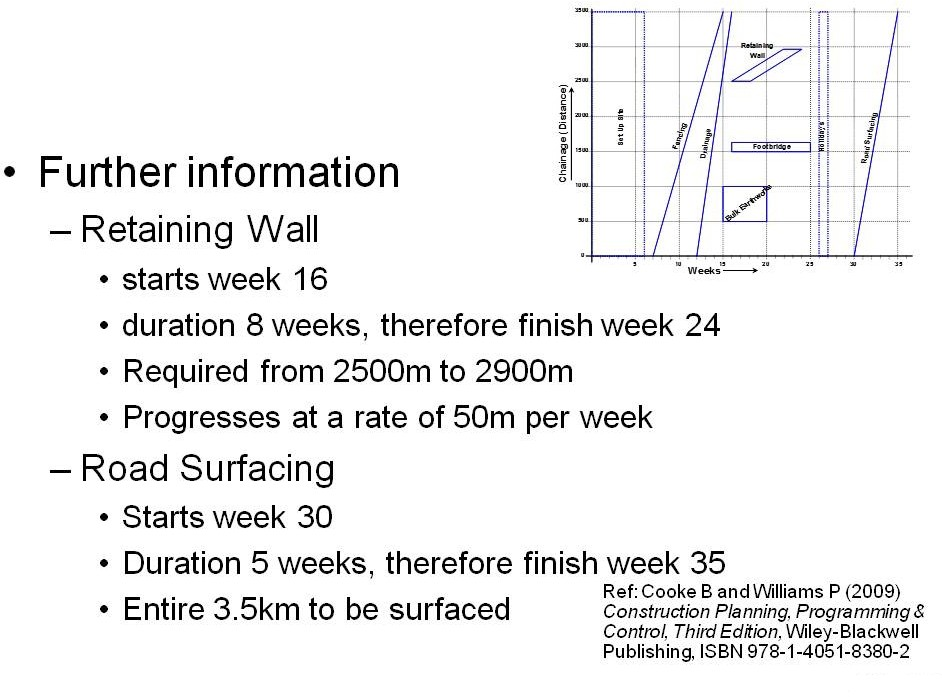 3500
3000
2500
2000
1500
1000
500
0
Chainage (Distance)
Set Up Site
Fencing
Drainage
Retaining
Wall
Footbridge
Bulk Earthworks
Holidays
Road Surfacing
5 10 15 20 25 30 35
Weeks
• Further information
– Retaining Wall
• starts week 16
• duration 8 weeks, therefore finish week 24
• Required from 2500m to 2900m
• Progresses at a rate of 50m per week
– Road Surfacing
• Starts week 30
• Duration 5 weeks, therefore finish week 35
• Entire 3.5km to be surfaced
Ref: Cooke B and Williams P (2009)
Construction Planning, Programming &
Control, Third Edition, Wiley-Blackwell
Publishing, ISBN 978-1-4051-8380-2